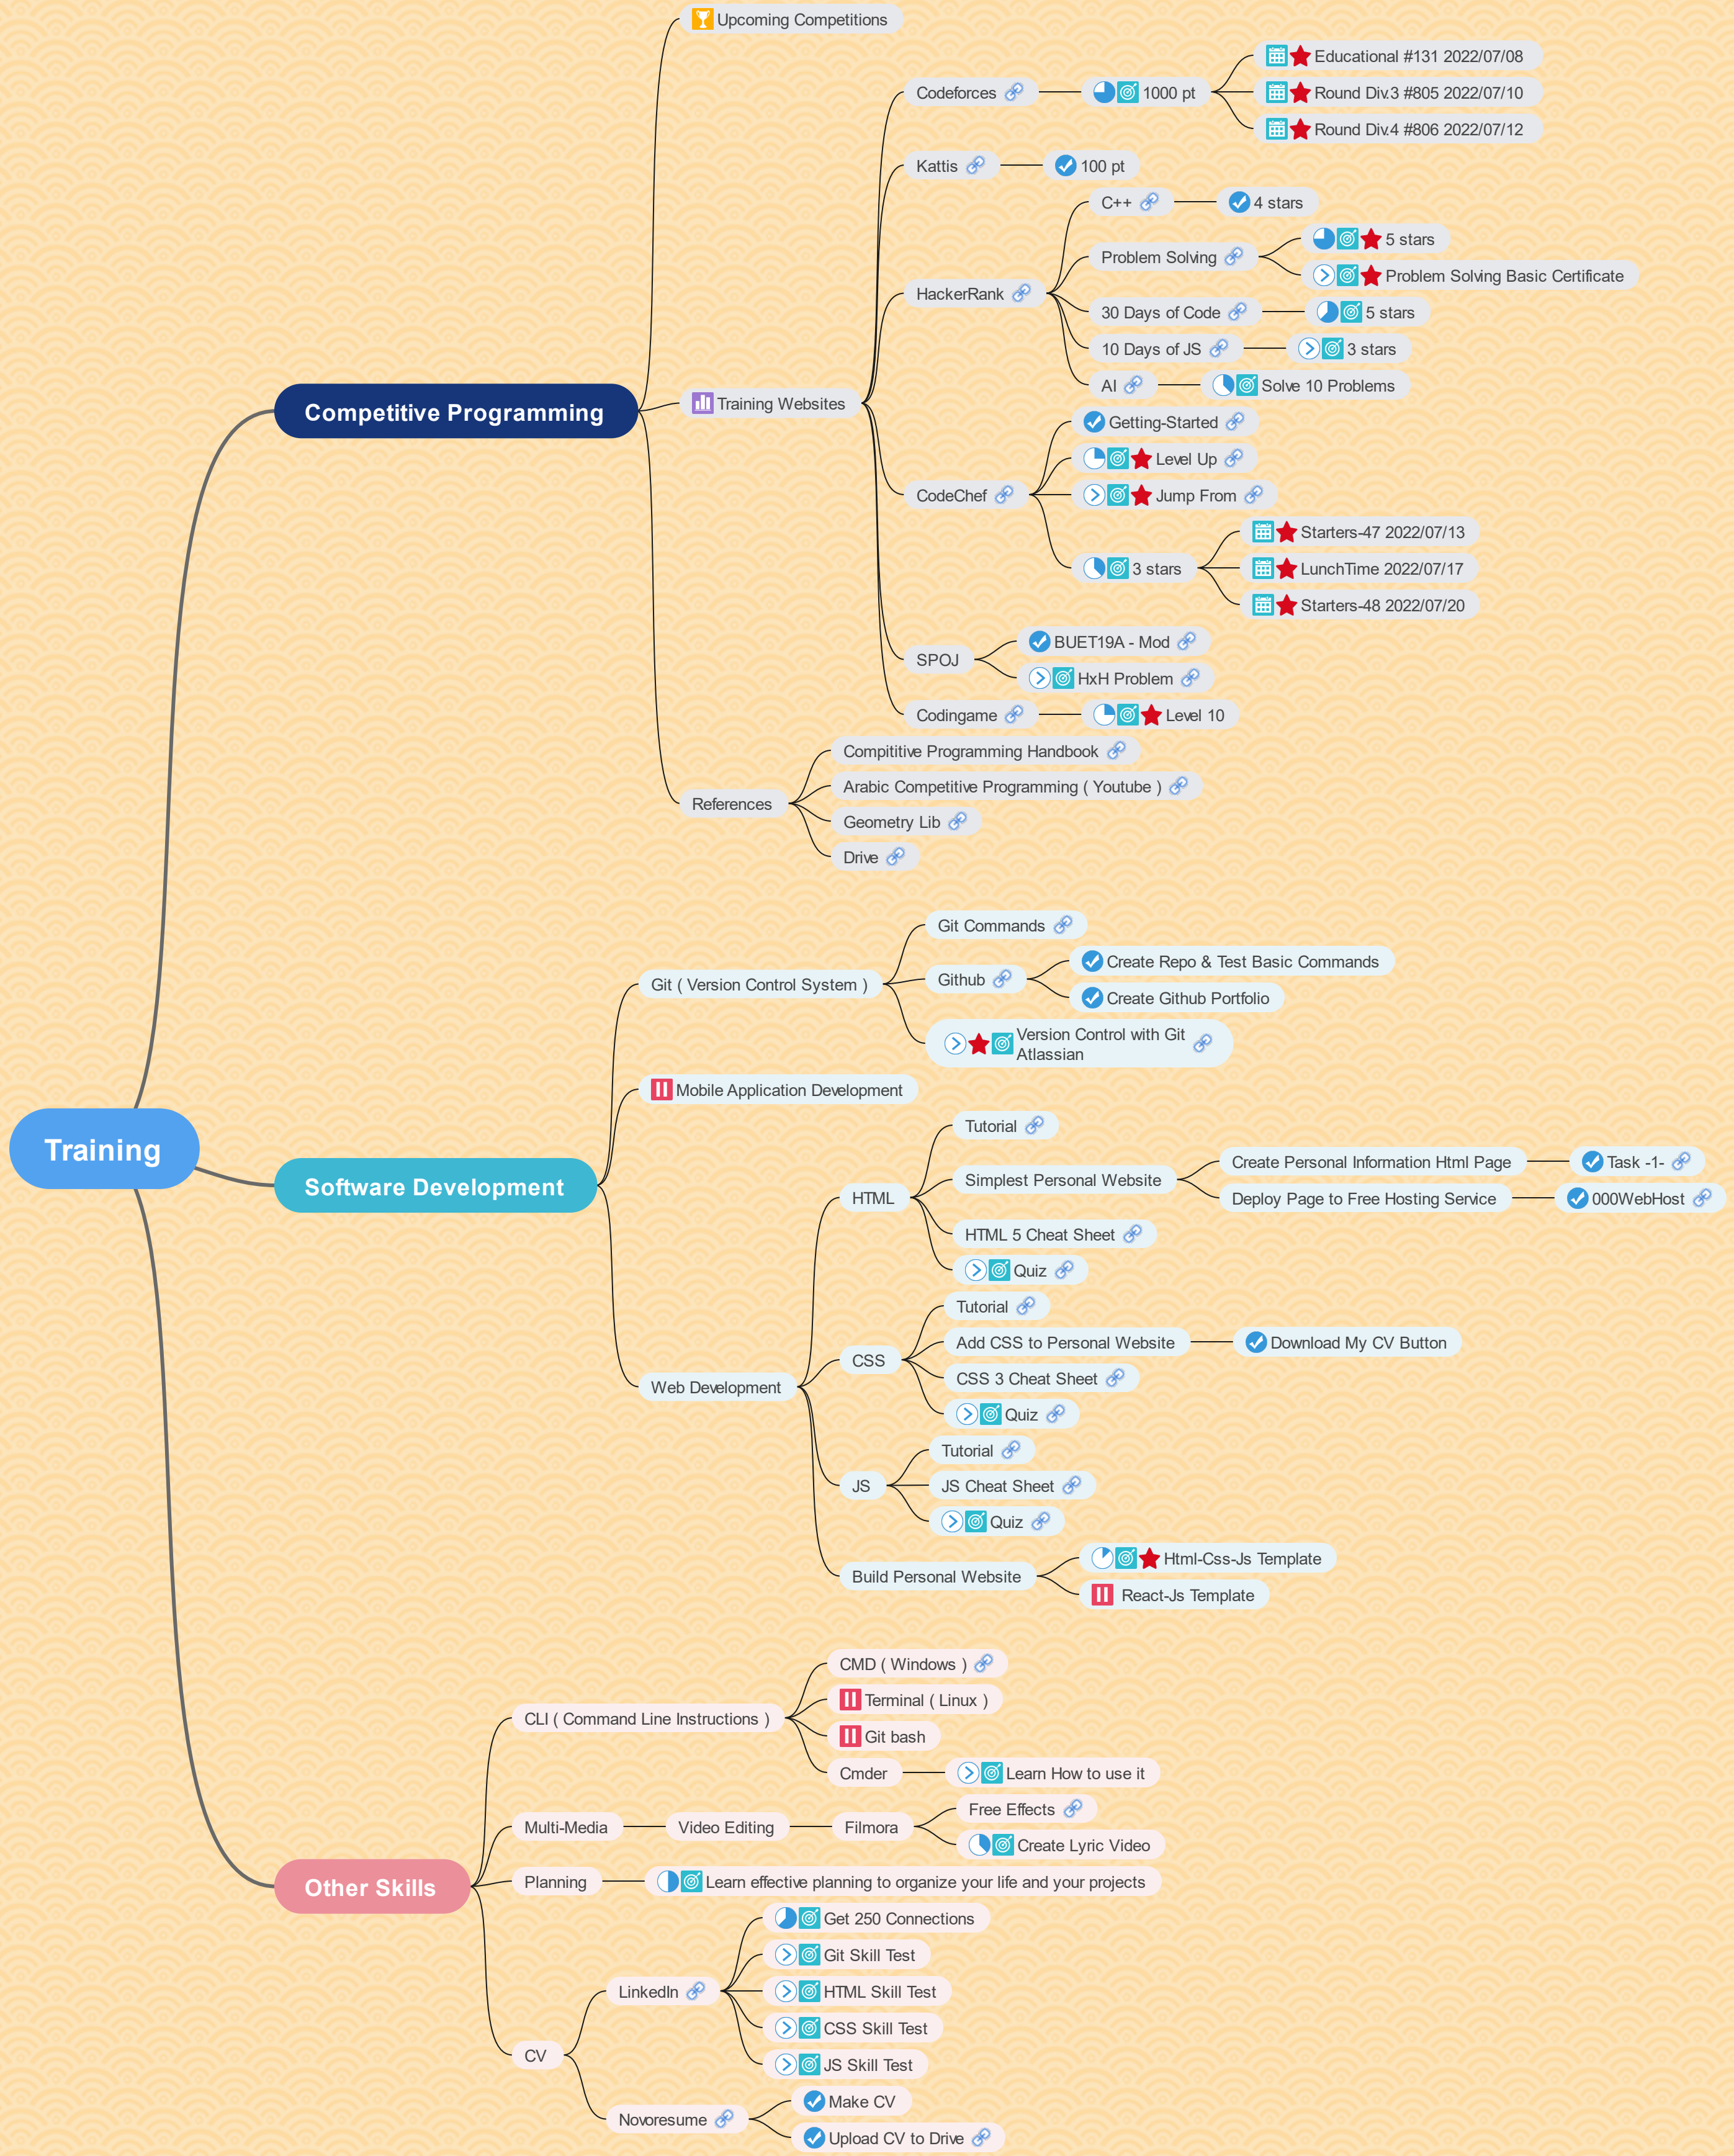 Training
Competitive Programming
Upcoming Competitions
Training Websites
Codeforces
1000 pt
Educational #131 2022/07/08
Round Div.3 #805 2022/07/10
Round Div.4 #806 2022/07/12
Kattis
100 pt
HackerRank
C++
4 stars
Problem Solving
5 stars
Problem Solving Basic Certificate
30 Days of Code
5 stars
10 Days of JS
3 stars
AI
Solve 10 Problems
CodeChef
Getting-Started
Level Up
Jump From
3 stars
Starters-47 2022/07/13
LunchTime 2022/07/17
Starters-48 2022/07/20
SPOJ
BUET19A - Mod
HxH Problem
Codingame
Level 10
References
Compititive Programming Handbook
Arabic Competitive Programming ( Youtube )
Geometry Lib
Drive
Software Development
Git ( Version Control System )
Git Commands
Github
Create Repo & Test Basic Commands
Create Github Portfolio
Version Control with Git
Atlassian
Mobile Application Development
Web Development
HTML
Tutorial
Simplest Personal Website
Create Personal Information Html Page
Task -1-
Deploy Page to Free Hosting Service
000WebHost
HTML 5 Cheat Sheet
Quiz
CSS
Tutorial
Add CSS to Personal Website
Download My CV Button
CSS 3 Cheat Sheet
Quiz
JS
Tutorial
JS Cheat Sheet
Quiz
Build Personal Website
Html-Css-Js Template
React-Js Template
Other Skills
CLI ( Command Line Instructions )
CMD ( Windows )
Terminal ( Linux )
Git bash
Cmder
Learn How to use it
Multi-Media
Video Editing
Filmora
Free Effects
Create Lyric Video
Planning
Learn effective planning to organize your life and your projects
CV
LinkedIn
Get 250 Connections
Git Skill Test
HTML Skill Test
CSS Skill Test
JS Skill Test
Novoresume
Make CV
Upload CV to Drive